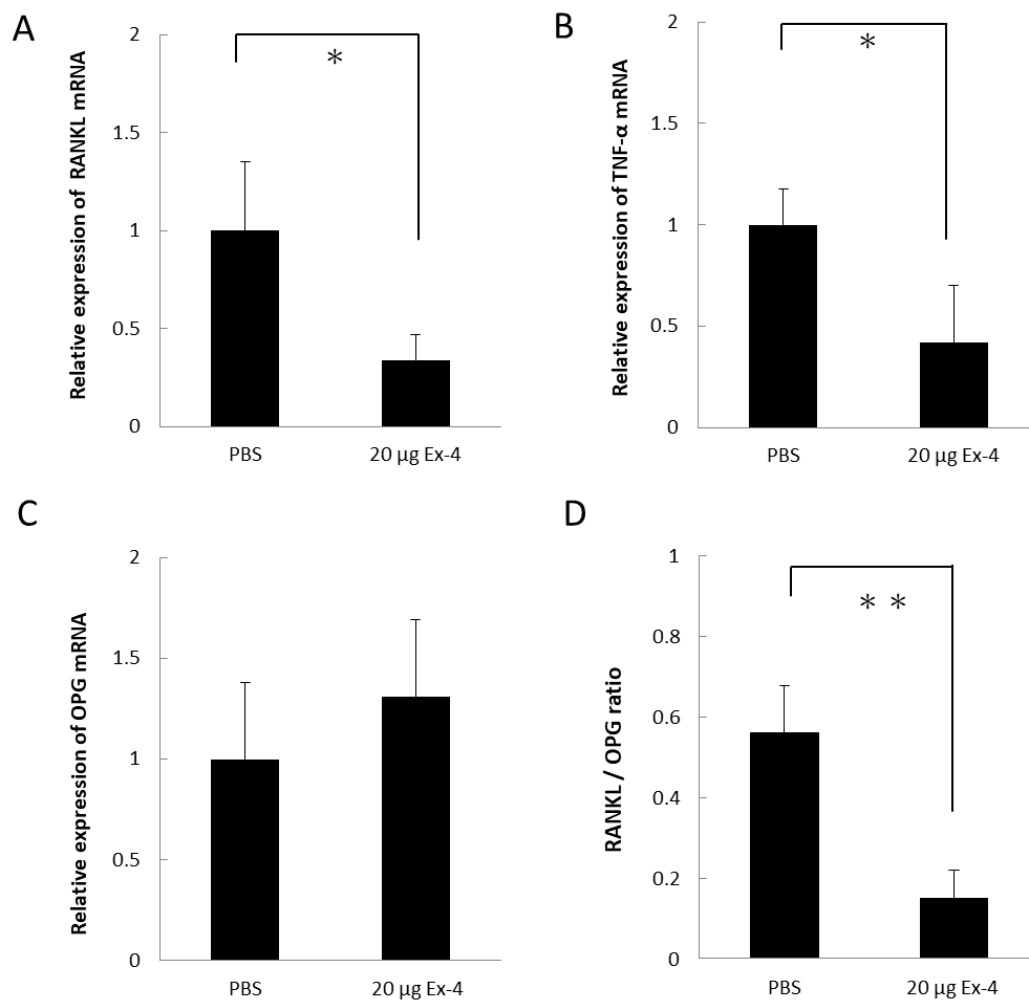 A
Relative expression of RANKL mRNA
2
1.5
1
0.5
0
*
PBS
20 µg Ex-4
B
Relative expression of TNF-α mRNA
2
1.5
1
0.5
0
*
PBS
20 µg Ex-4
C
Relative expression of OPG mRNA
2
1.5
1
0.5
0
PBS
20 µg Ex-4
D
RANKL / OPG ratio
1
0.8
0.6
0.4
0.2
0
* *
PBS
20 µg Ex-4